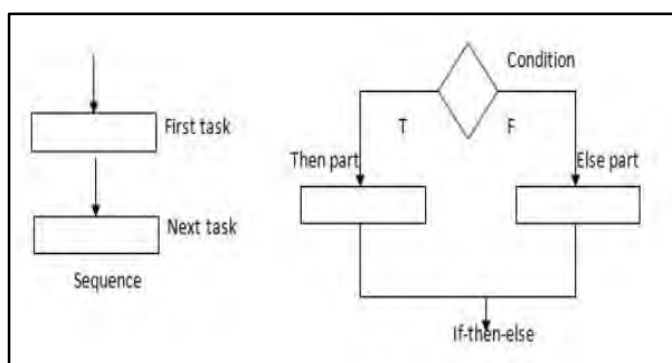 First task
Next task
Sequence
Condition
T
F
Then part
Else part
If-then-else